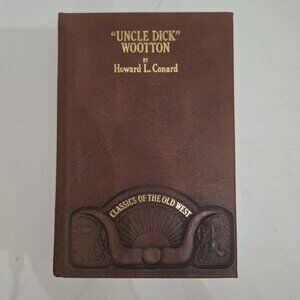 "UNCLE DICK"
WOOTTON
BY
Howard L. Conard
CLASSICS OF THE OLD WEST